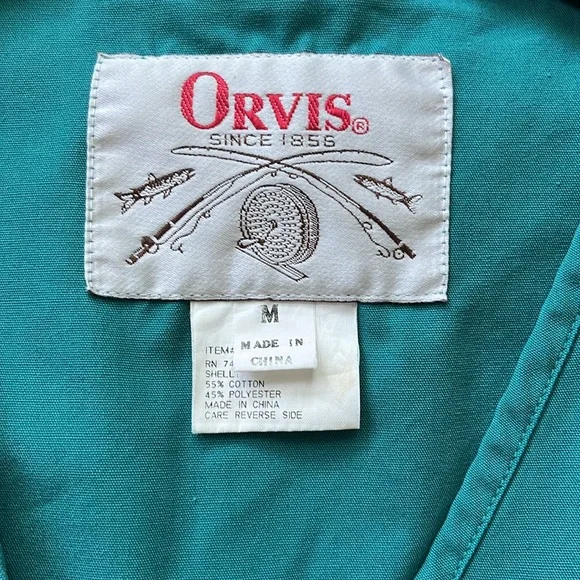 ORVIS®
SINCE 1856
M
MADE IN
CHINA
ITEM#
RN 74
SHELL:
55% COTTON
45% POLYESTER
MADE IN CHINA
CARE REVERSE SIDE